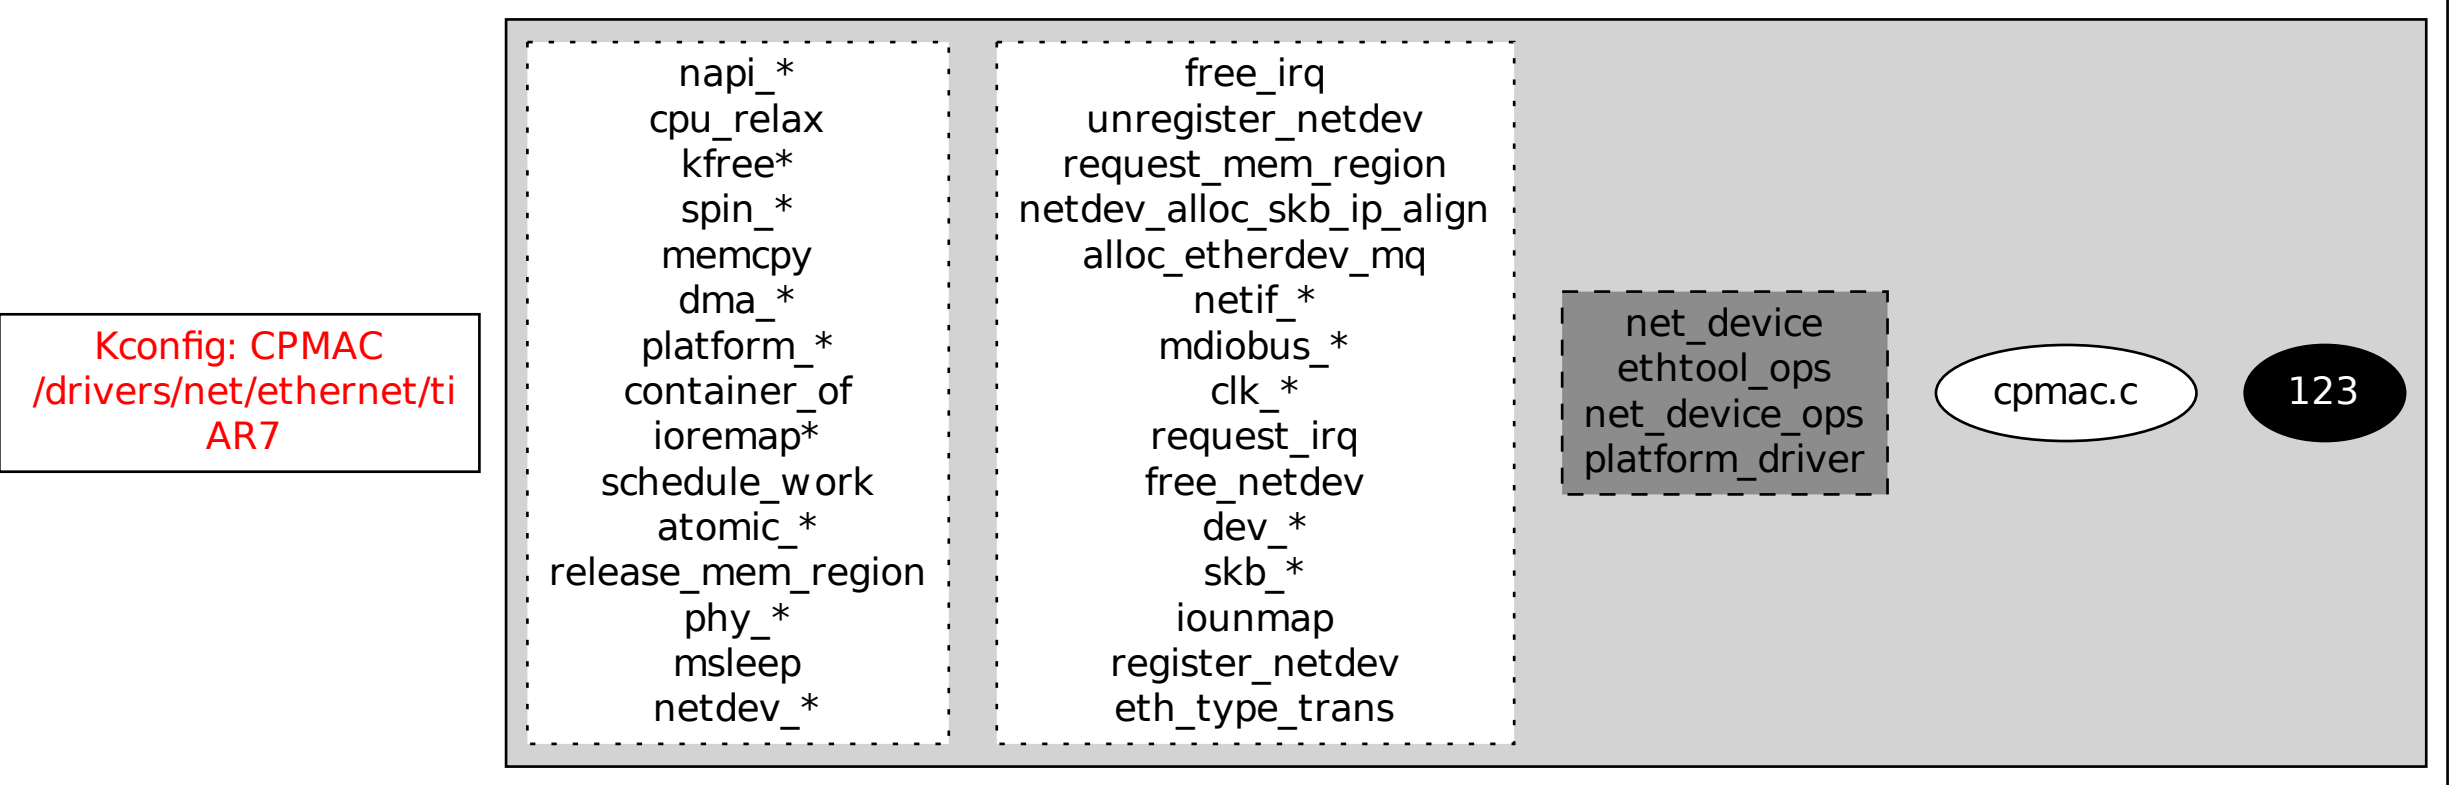 Kconfig: CPMAC
/drivers/net/ethernet/ti
AR7
napi_*
cpu_relax
kfree*
spin_*
memcpy
dma_*
platform_*
container_of
ioremap*
schedule_work
atomic_*
release_mem_region
phy_*
msleep
netdev_*
free_irq
unregister_netdev
request_mem_region
netdev_alloc_skb_ip_align
alloc_etherdev_mq
netif_*
mdiobus_*
clk_*
request_irq
free_netdev
dev_*
skb_*
iounmap
register_netdev
eth_type_trans
net_device
ethtool_ops
net_device_ops
platform_driver
cpmac.c
123